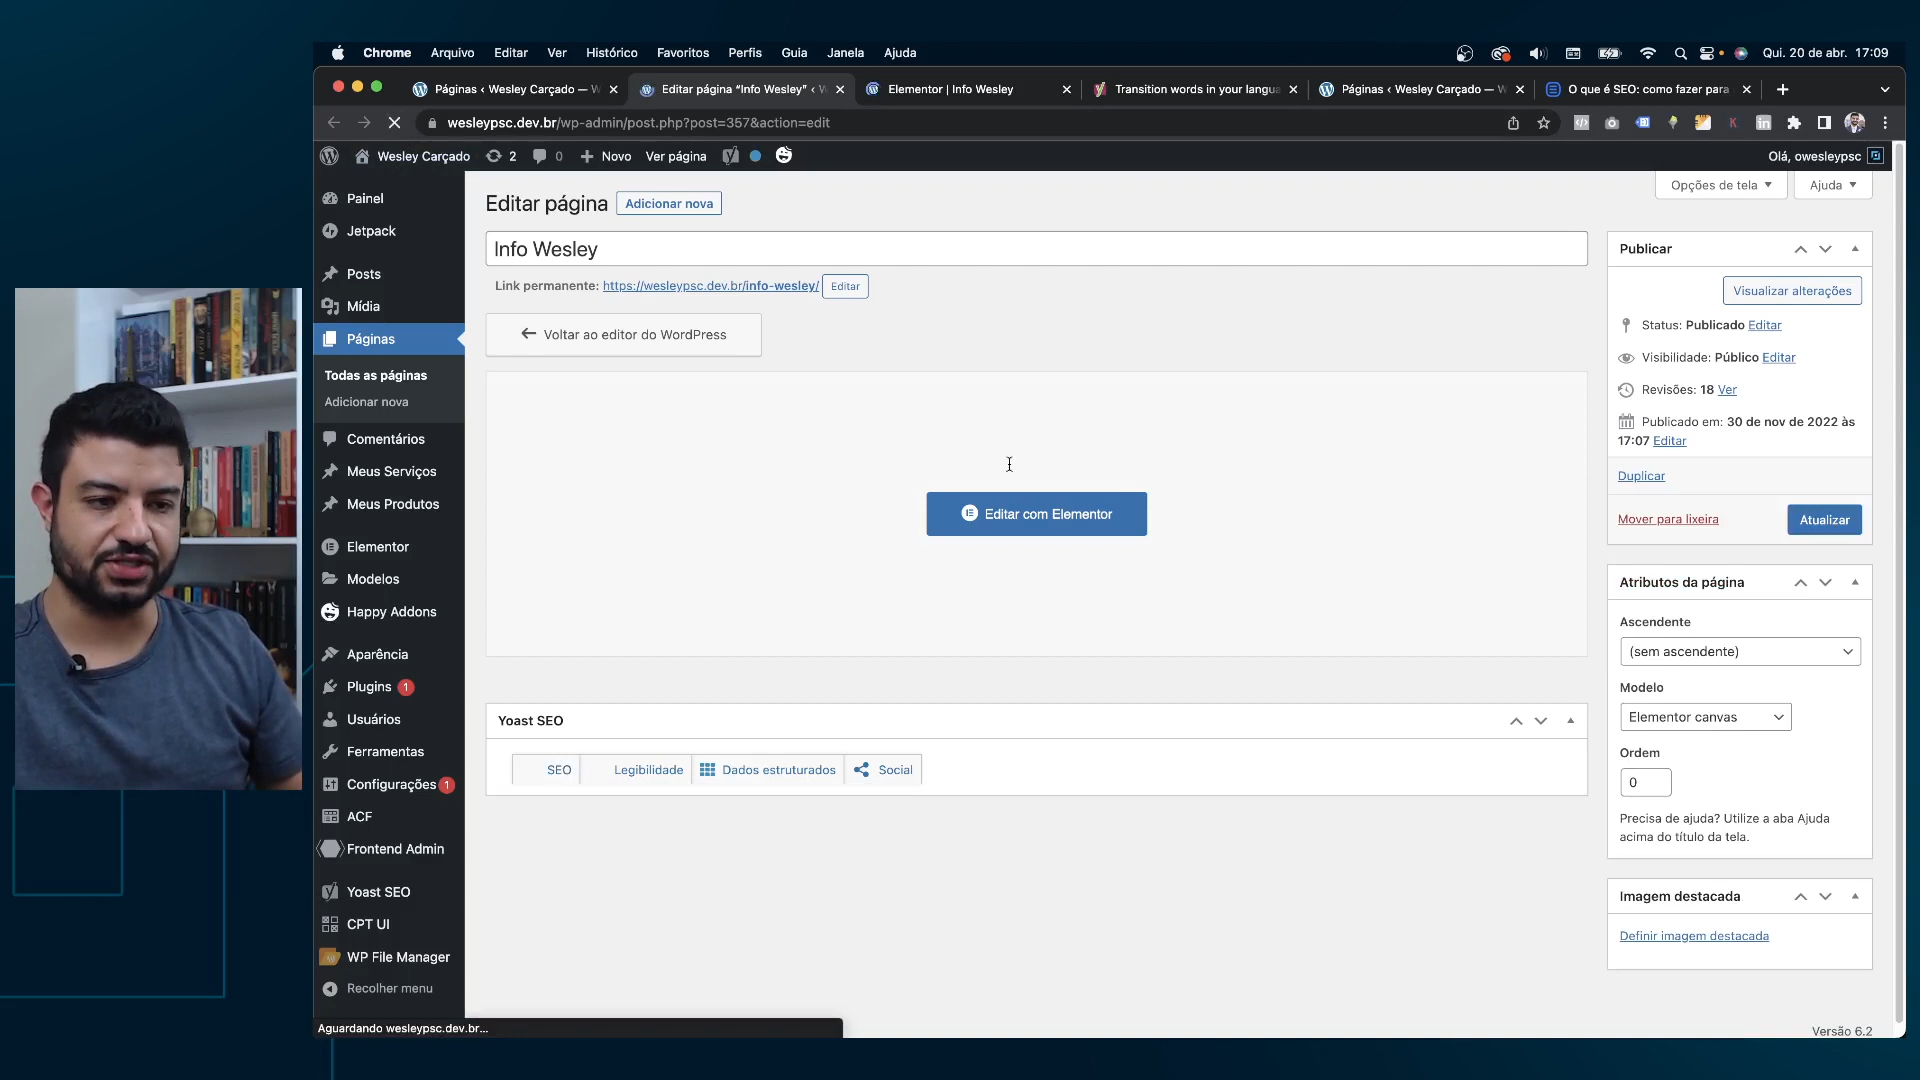 Chrome Arquivo Editar Ver Histórico Favoritos Perfis Guia Janela Ajuda Qui. 20 de abr. 17:09
Páginas ‹ Wesley Carçado — W Editar página “Info Wesley” ‹ W Elementor | Info Wesley Transition words in your langua Páginas ‹ Wesley Carçado — W O que é SEO: como fazer para
wesleypsc.dev.br/wp-admin/post.php?post=357&action=edit
Wesley Carçado 2 0 Novo Ver página Olá, owesleypsc
Opções de tela Ajuda
Painel
Jetpack
Posts
Mídia
Páginas
Todas as páginas
Adicionar nova
Comentários
Meus Serviços
Meus Produtos
Elementor
Modelos
Happy Addons
Aparência
Plugins 1
Usuários
Ferramentas
Configurações 1
ACF
Frontend Admin
Yoast SEO
CPT UI
WP File Manager
Recolher menu
Aguardando wesleypsc.dev.br...
Editar página Adicionar nova
Info Wesley
Link permanente: https://wesleypsc.dev.br/info-wesley/ Editar
Voltar ao editor do WordPress
Editar com Elementor
Yoast SEO
SEO Legibilidade Dados estruturados Social
Publicar
Visualizar alterações
Status: Publicado Editar
Visibilidade: Público Editar
Revisões: 18 Ver
Publicado em: 30 de nov de 2022 às
17:07 Editar
Duplicar
Mover para lixeira Atualizar
Atributos da página
Ascendente
(sem ascendente)
Modelo
Elementor canvas
Ordem
0
Precisa de ajuda? Utilize a aba Ajuda
acima do título da tela.
Imagem destacada
Definir imagem destacada
Versão 6.2